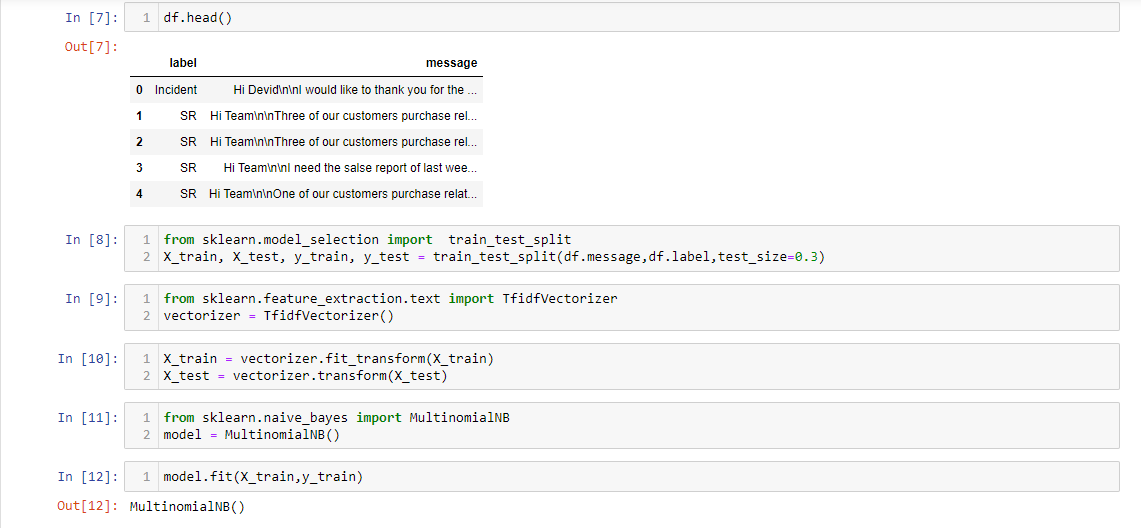 In [7]: 1 df.head()
Out[7]:
label message
0 Incident Hi Devid\n\nI would like to thank you for the ...
1 SR Hi Team\n\nThree of our customers purchase rel...
2 SR Hi Team\n\nThree of our customers purchase rel...
3 SR Hi Team\n\nI need the salse report of last wee...
4 SR Hi Team\n\nOne of our customers purchase relat...
In [8]: 1 from sklearn.model_selection import  train_test_split
2 X_train, X_test, y_train, y_test = train_test_split(df.message,df.label,test_size=0.3)
In [9]: 1 from sklearn.feature_extraction.text import TfidfVectorizer
2 vectorizer = TfidfVectorizer()
In [10]: 1 X_train = vectorizer.fit_transform(X_train)
2 X_test = vectorizer.transform(X_test)
In [11]: 1 from sklearn.naive_bayes import MultinomialNB
2 model = MultinomialNB()
In [12]: 1 model.fit(X_train,y_train)
Out[12]: MultinomialNB()